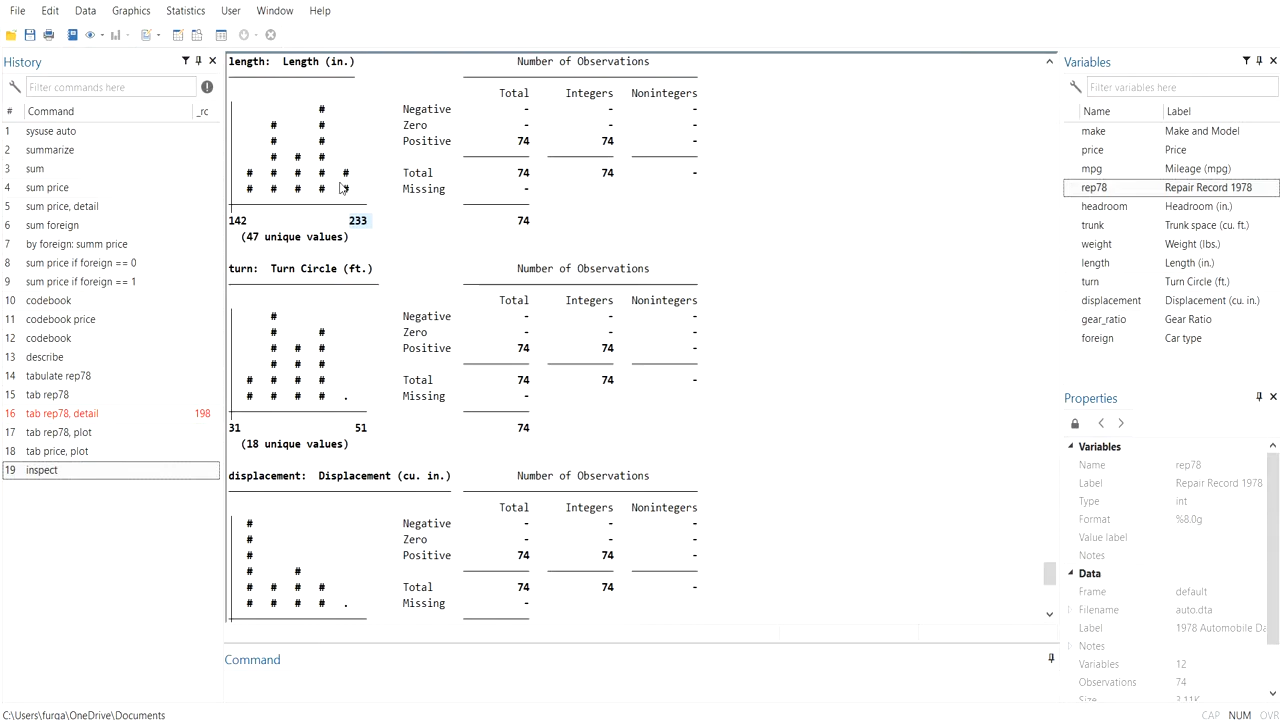 File Edit Data Graphics Statistics User Window Help
History
Filter commands here
# Command _rc
1 sysuse auto
2 summarize
3 sum
4 sum price
5 sum price, detail
6 sum foreign
7 by foreign: summ price
8 sum price if foreign == 0
9 sum price if foreign == 1
10 codebook
11 codebook price
12 codebook
13 describe
14 tabulate rep78
15 tab rep78
16 tab rep78, detail 198
17 tab rep78, plot
18 tab price, plot
19 inspect
length: Length (in.) Number of Observations
Total Integers Nonintegers
# Negative - - -
# # Zero - - -
# # Positive 74 74 -
# # #
# # # # # Total 74 74 -
# # # # # Missing -
142 233 74
(47 unique values)
turn: Turn Circle (ft.) Number of Observations
Total Integers Nonintegers
# Negative - - -
# # Zero - - -
# # # Positive 74 74 -
# # #
# # # # Total 74 74 -
# # # # . Missing -
31 51 74
(18 unique values)
displacement: Displacement (cu. in.) Number of Observations
Total Integers Nonintegers
# Negative - - -
# Zero - - -
# Positive 74 74 -
# #
# # # # Total 74 74 -
# # # # . Missing -
Command
Variables
Filter variables here
Name Label
make Make and Model
price Price
mpg Mileage (mpg)
rep78 Repair Record 1978
headroom Headroom (in.)
trunk Trunk space (cu. ft.)
weight Weight (lbs.)
length Length (in.)
turn Turn Circle (ft.)
displacement Displacement (cu. in.)
gear_ratio Gear Ratio
foreign Car type
Properties
Variables
Name rep78
Label Repair Record 1978
Type int
Format %8.0g
Value label
Notes
Data
Frame default
Filename auto.dta
Label 1978 Automobile Da
Notes
Variables 12
Observations 74
Size 3.11K
C:\Users\furqa\OneDrive\Documents CAP NUM OVR